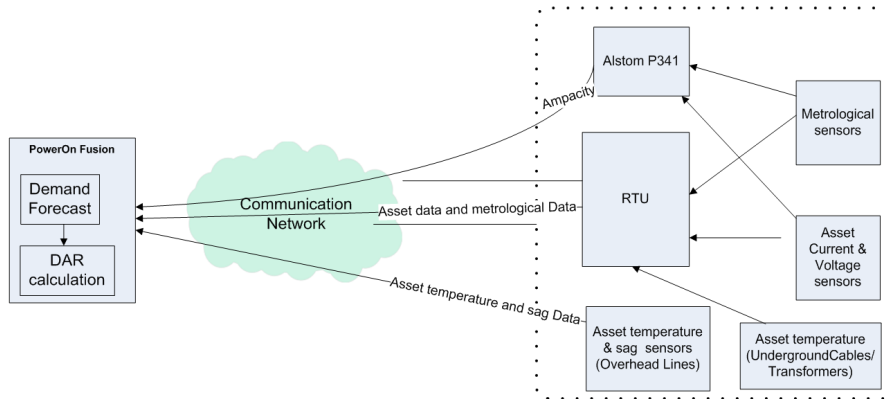 PowerOn Fusion
Demand
Forecast
DAR
calculation
Communication
Network
Ampacity
Asset data and metrological Data
Asset temperature and sag Data
Alstom P341
RTU
Metrological
sensors
Asset
Current &
Voltage
sensors
Asset temperature
& sag sensors
(Overhead Lines)
Asset temperature
(UndergroundCables/
Transformers)